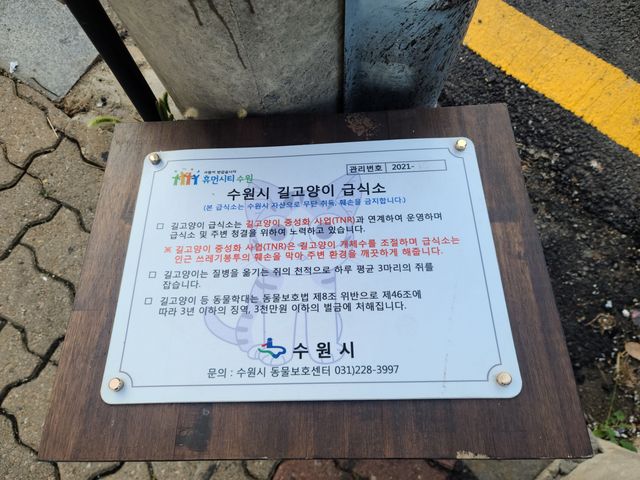 사람이 반갑습니다
휴먼시티 수원
관리번호 2021-
수원시 길고양이 급식소
(본 급식소는 수원시 자산으로 무단 취득, 훼손을 금지합니다.)
□ 길고양이 급식소는 길고양이 중성화 사업(TNR)과 연계하여 운영하며
급식소 및 주변 청결을 위하여 노력하고 있습니다.
※ 길고양이 중성화 사업(TNR)은 길고양이 개체수를 조절하며 급식소는
인근 쓰레기봉투의 훼손을 막아 주변 환경을 깨끗하게 해줍니다.
□ 길고양이는 질병을 옮기는 쥐의 천적으로 하루 평균 3마리의 쥐를
잡습니다.
□ 길고양이 등 동물학대는 동물보호법 제8조 위반으로 제46조에
따라 3년 이하의 징역, 3천만원 이하의 벌금에 처해집니다.
수원시
문의 : 수원시 동물보호센터 031)228-3997